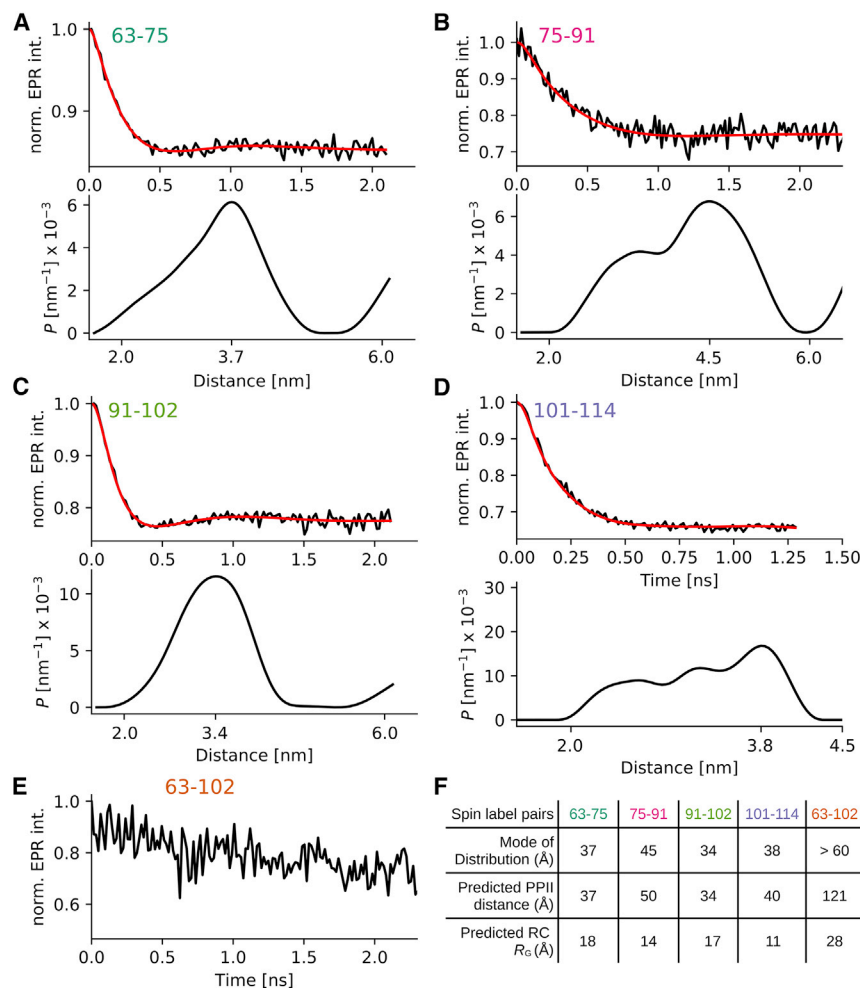 A
63-75
norm. EPR int.
1.0
0.9
0.0 0.5 1.0 1.5 2.0
P [nm⁻¹] x 10⁻³
6
4
2
0
2.0 3.7 6.0
Distance [nm]
B
75-91
norm. EPR int.
1.0
0.9
0.8
0.7
0.0 0.5 1.0 1.5 2.0
P [nm⁻¹] x 10⁻³
6
4
2
0
2.0 4.5 6.0
Distance [nm]
C
91-102
norm. EPR int.
1.0
0.9
0.8
0.0 0.5 1.0 1.5 2.0
P [nm⁻¹] x 10⁻³
10
5
0
2.0 3.4 6.0
Distance [nm]
D
101-114
norm. EPR int.
1.0
0.9
0.8
0.7
0.00 0.25 0.50 0.75 1.00 1.25 1.50
Time [ns]
P [nm⁻¹] x 10⁻³
30
20
10
0
2.0 3.8 4.5
Distance [nm]
E
63-102
norm. EPR int.
1.0
0.8
0.6
0.0 0.5 1.0 1.5 2.0
Time [ns]
F
Spin label pairs 63-75 75-91 91-102 101-114 63-102
Mode of
Distribution (Å) 37 45 34 38 > 60
Predicted PPII
distance (Å) 37 50 34 40 121
Predicted RC
R_G (Å) 18 14 17 11 28